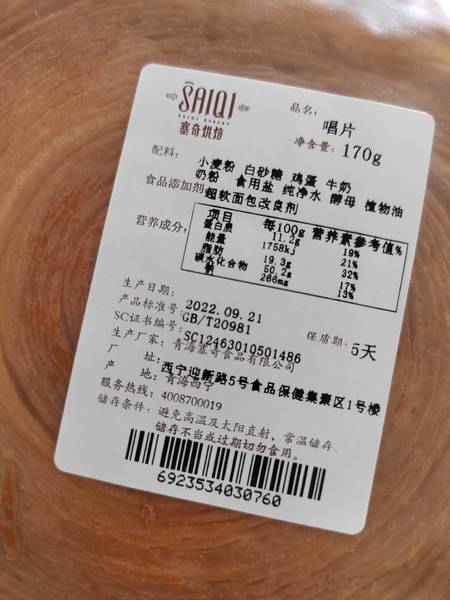 SAIQI
SAIQI BAKERY
塞奇烘焙
品名：
唱片
净含量：170g
配料：小麦粉 白砂糖 鸡蛋 牛奶
奶粉 食用盐 纯净水 酵母 植物油
食品添加剂 超软面包改良剂
营养成分：
项目 每100g 营养素参考值%
蛋白质 11.2g 19%
能量 1758kJ 21%
脂肪 19.3g 32%
碳水化合物 50.2g 17%
钠 266mg 13%
生产日期：2022.09.21
保质期：5天
产品标准号：GB/T20981
SC证书编号：SC12463010501486
生产厂家：青海塞奇食品有限公司
厂 址：西宁迎新路5号食品保健集聚区1号楼
产 地：青海西宁
服务热线：4008700019
储存条件：避免高温及太阳直射，常温储存。
储存不当或过期切勿食用。
6923534030760